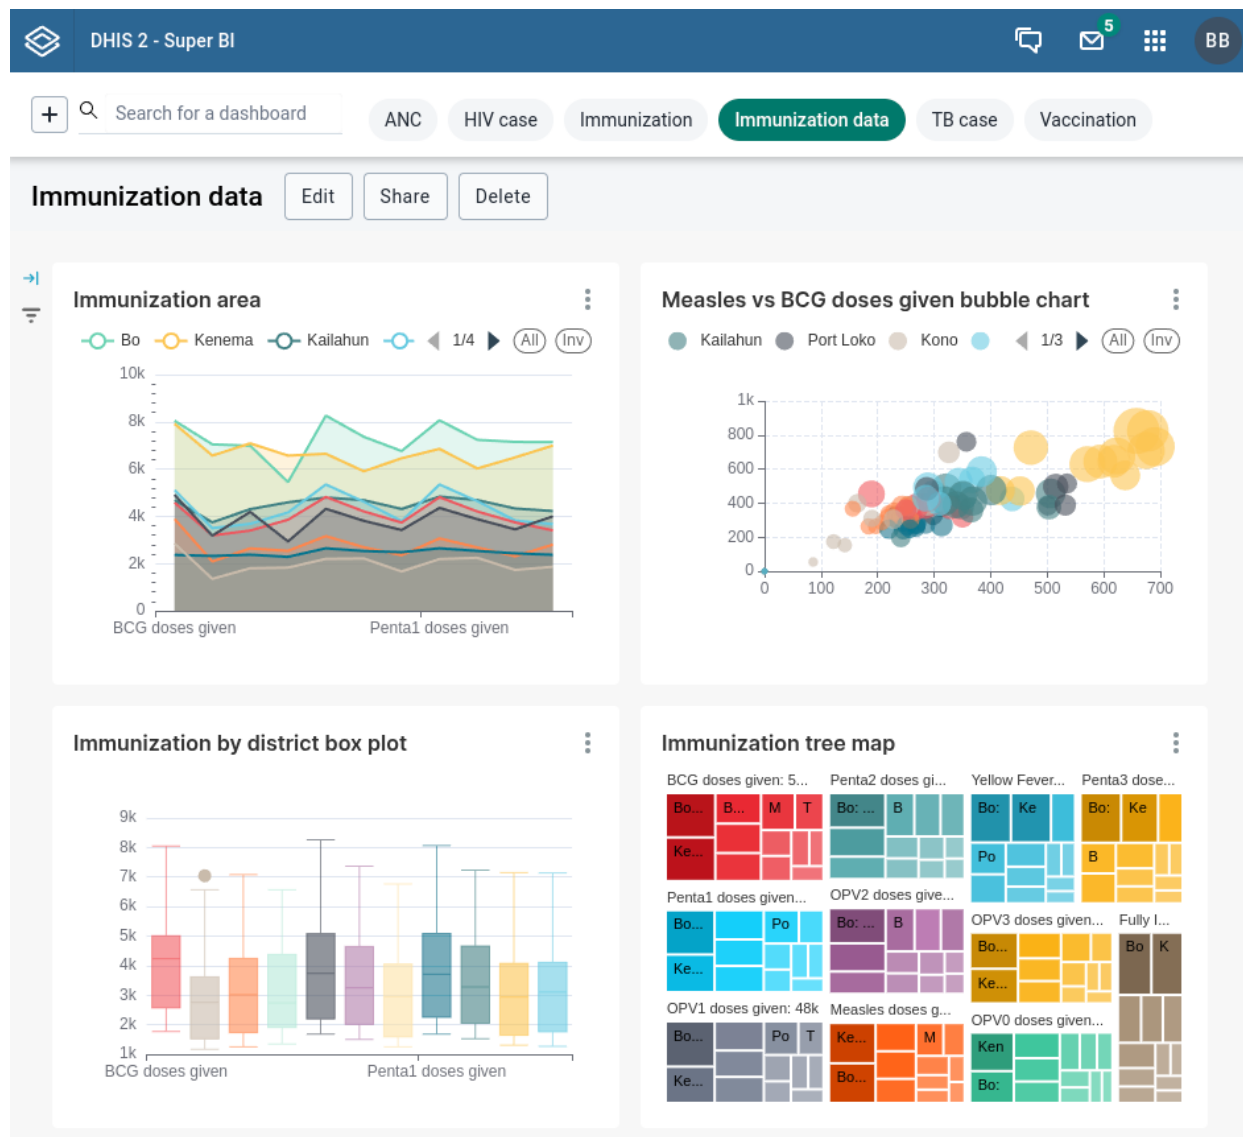 DHIS 2 - Super BI
5
BB
+
Search for a dashboard
ANC
HIV case
Immunization
Immunization data
TB case
Vaccination
Immunization data
Edit
Share
Delete
Immunization area
Bo
Kenema
Kailahun
1/4
All
Inv
10k
8k
6k
4k
2k
0
BCG doses given
Penta1 doses given
Measles vs BCG doses given bubble chart
Kailahun
Port Loko
Kono
1/3
All
Inv
1k
800
600
400
200
0
0 100 200 300 400 500 600 700
Immunization by district box plot
9k
8k
7k
6k
5k
4k
3k
2k
1k
BCG doses given
Penta1 doses given
Immunization tree map
BCG doses given: 5...
Bo...
B...
M
T
Ke...
Penta2 doses gi...
Bo: ...
B
Yellow Fever...
Bo:
Ke
Po
Penta3 dose...
Bo:
Ke
B
Penta1 doses given...
Bo...
Po
Ke...
OPV2 doses give...
Bo: ...
B
OPV3 doses given...
Bo...
Ke...
Fully I...
Bo
K
OPV1 doses given: 48k
Bo...
Po
T
Ke...
Measles doses g...
Ke...
M
Bo...
OPV0 doses given...
Ken
Bo: